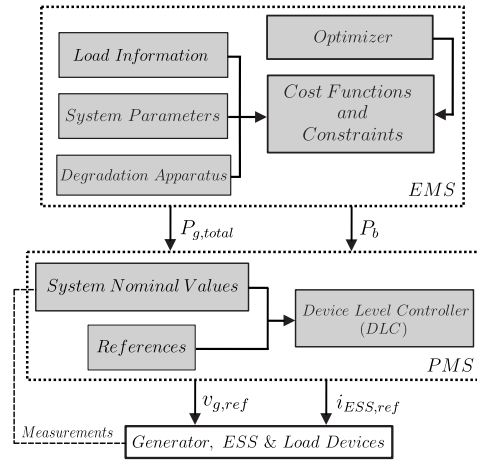 Optimizer
Load Information
Cost Functions
and
Constraints
System Parameters
Degradation Apparatus
EMS
P_{g,total}
P_b
System Nominal Values
Device Level Controller
(DLC)
References
PMS
v_{g,ref}
i_{ESS,ref}
Measurements
Generator, ESS & Load Devices